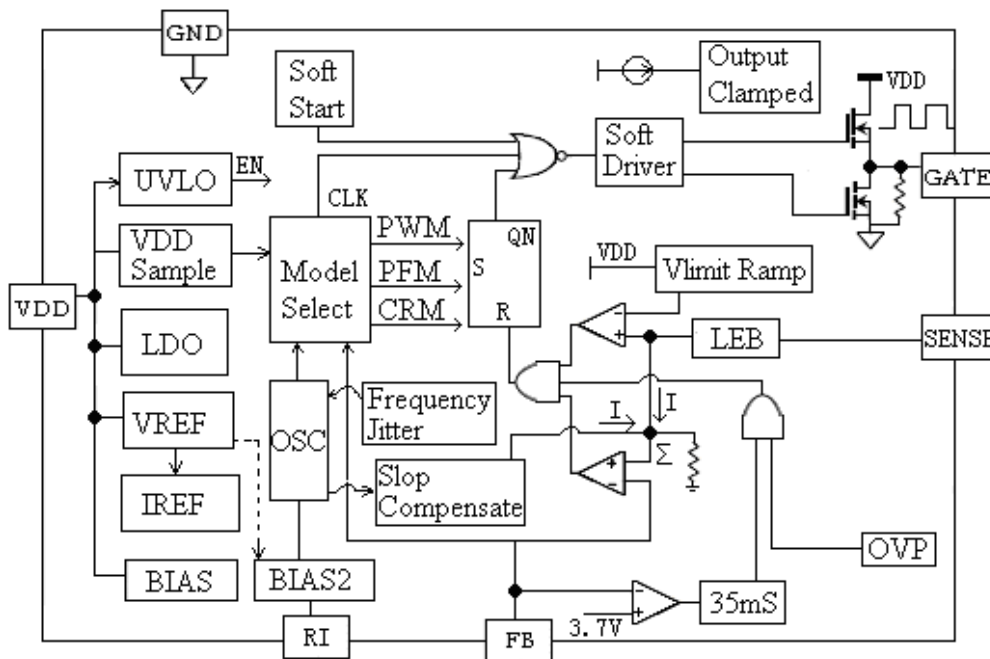 GND
Soft
Start
Output
Clamped
VDD
UVLO
EN
Soft
Driver
GATE
CLK
VDD
Sample
Model
Select
PWM
PFM
CRM
QN
S
R
VDD
Vlimit Ramp
VDD
LDO
LEB
SENSE
VREF
OSC
Frequency
Jitter
I
I
Σ
IREF
Slop
Compensate
BIAS
BIAS2
OVP
35mS
3.7V
RI
FB